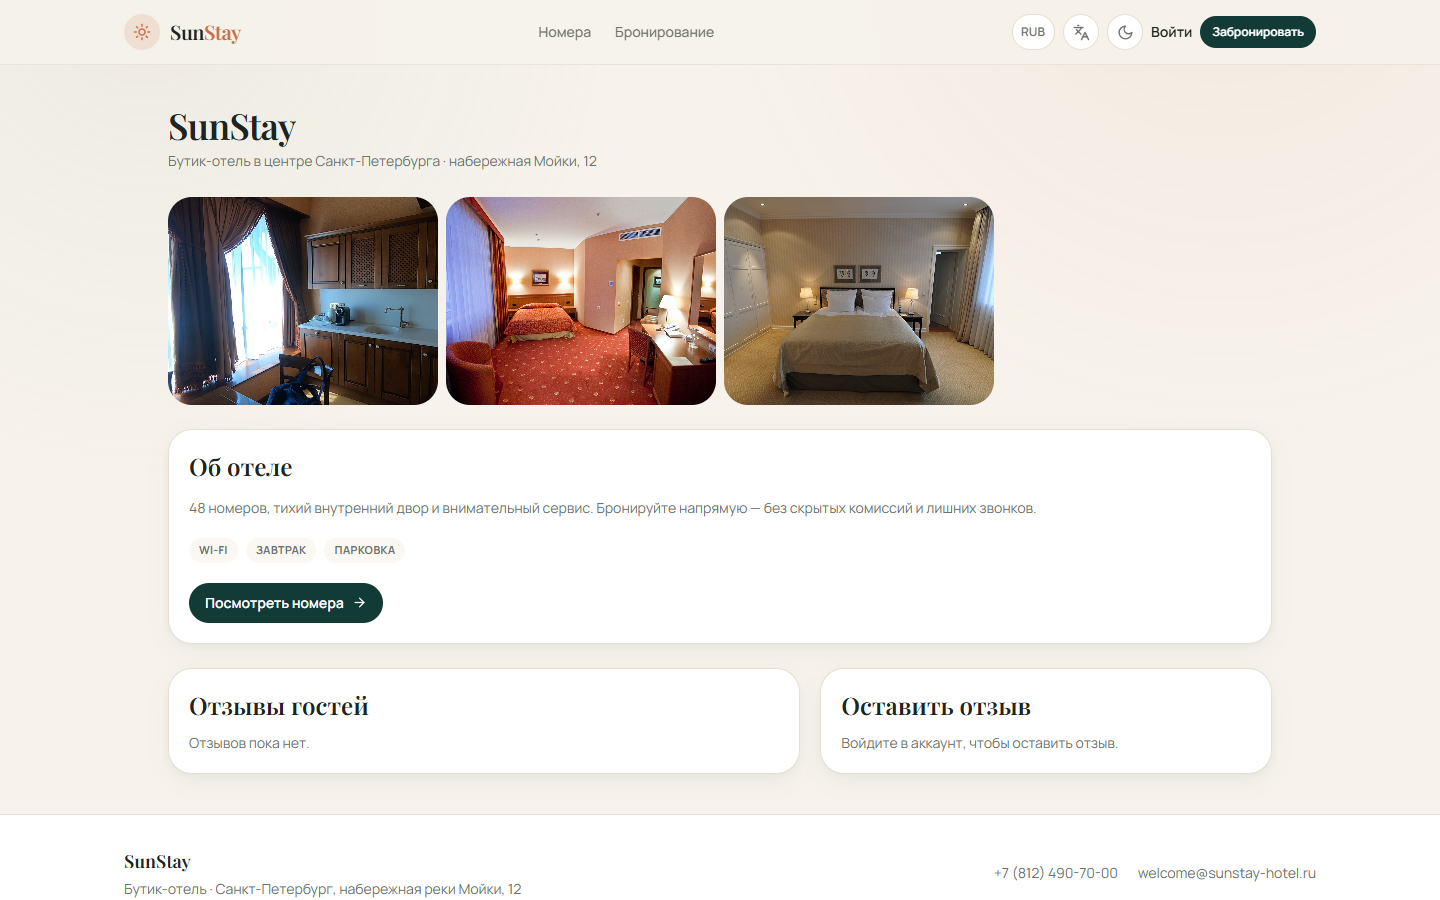 SunStay
Номера
Бронирование
RUB
Войти
Забронировать
SunStay
Бутик-отель в центре Санкт-Петербурга · набережная Мойки, 12
Об отеле
48 номеров, тихий внутренний двор и внимательный сервис. Бронируйте напрямую — без скрытых комиссий и лишних звонков.
WI-FI
ЗАВТРАК
ПАРКОВКА
Посмотреть номера
Отзывы гостей
Отзывов пока нет.
Оставить отзыв
Войдите в аккаунт, чтобы оставить отзыв.
SunStay
Бутик-отель · Санкт-Петербург, набережная реки Мойки, 12
+7 (812) 490-70-00
welcome@sunstay-hotel.ru